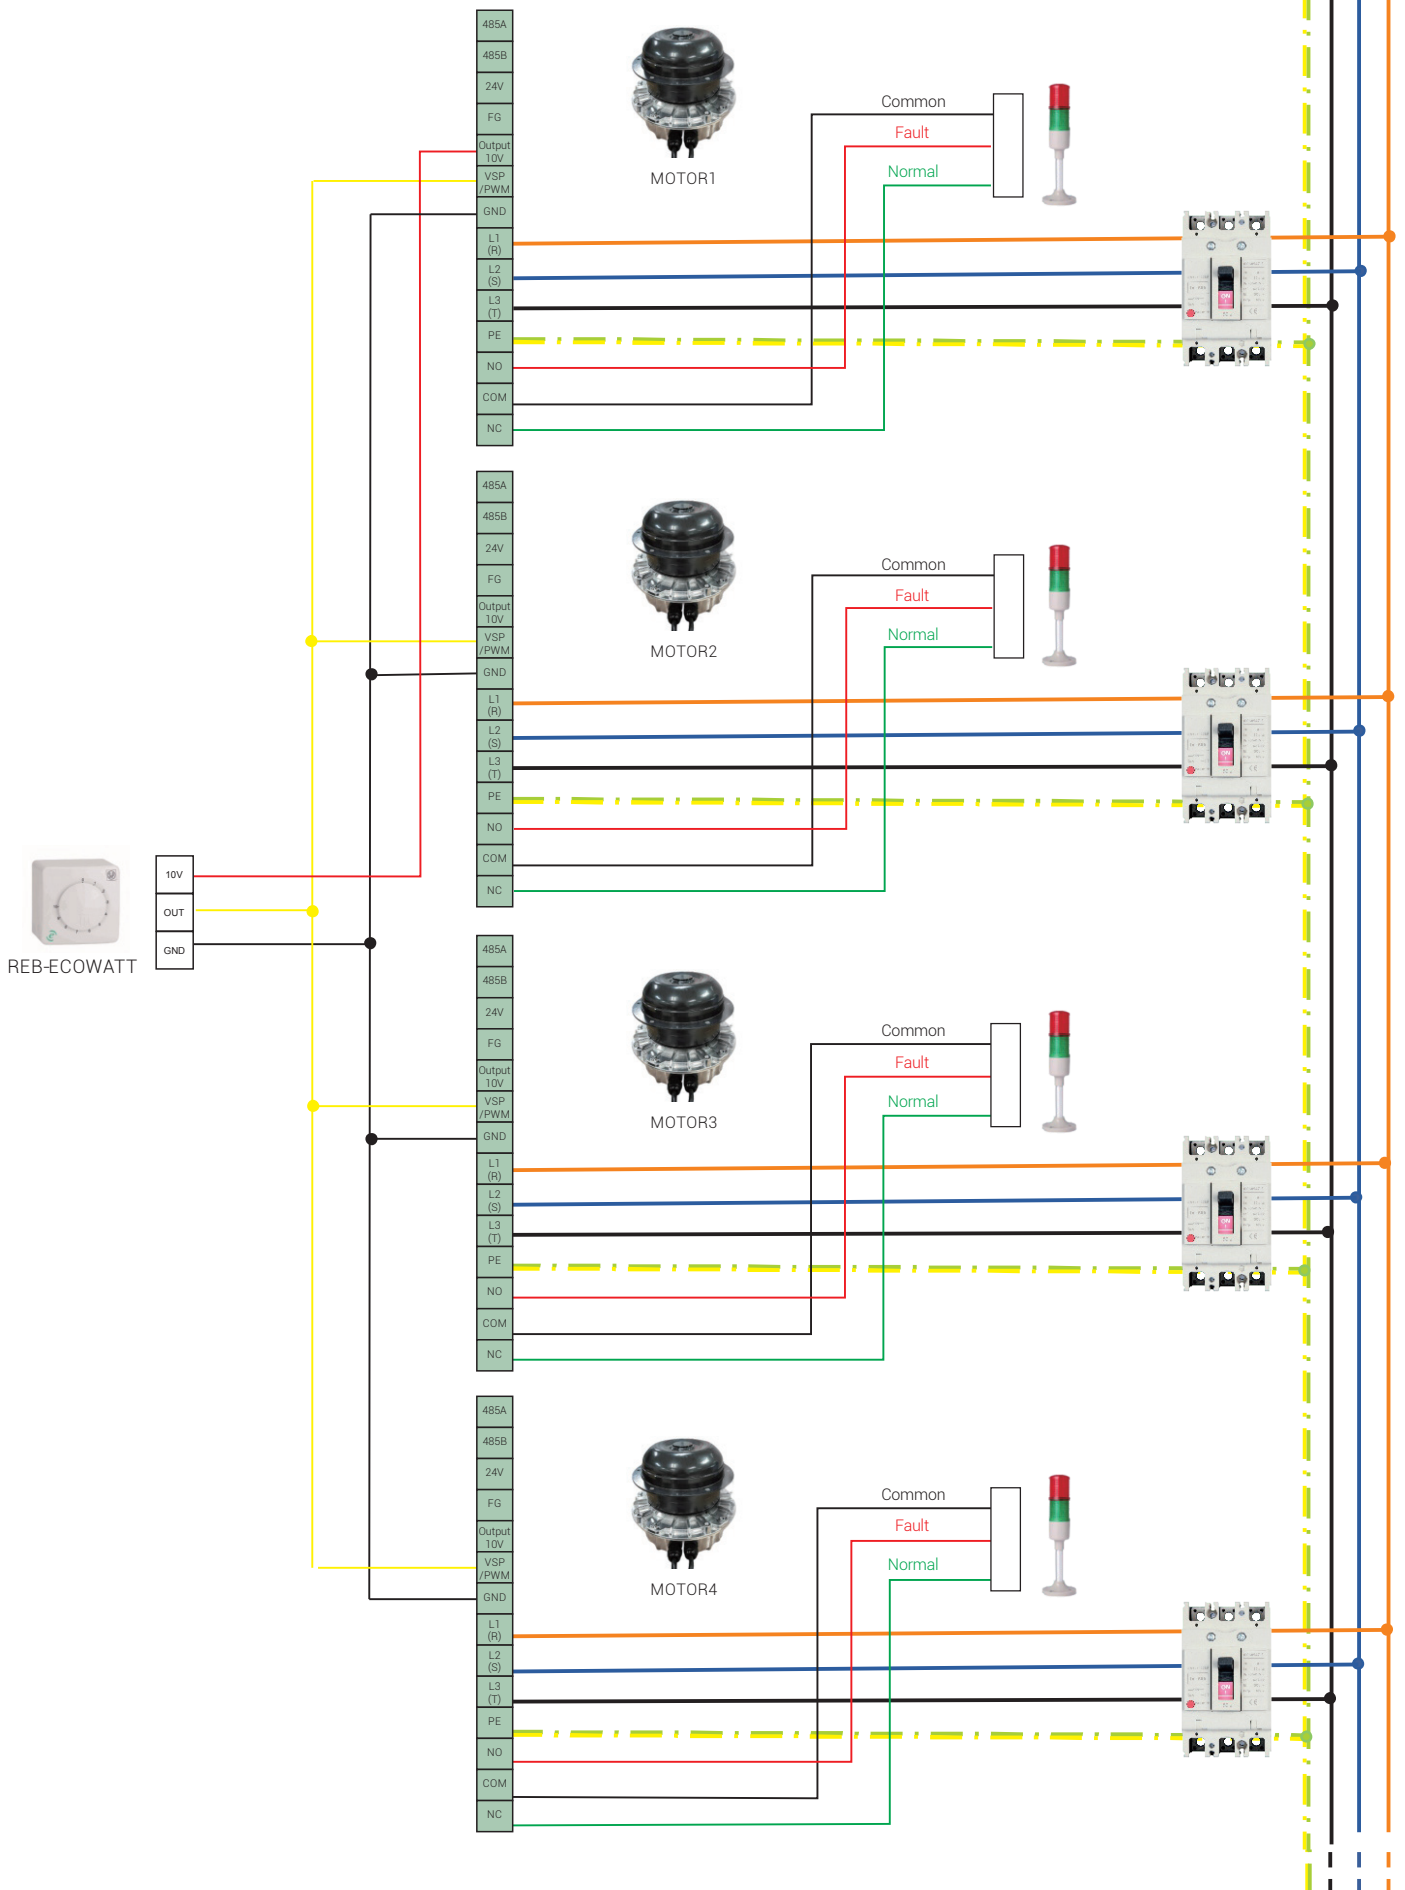 485A
485B
24V
FG
Output
10V
VSP
/PWM
GND
L1
(R)
L2
(S)
L3
(T)
PE
NO
COM
NC
MOTOR1
Common
Fault
Normal
ON
485A
485B
24V
FG
Output
10V
VSP
/PWM
GND
L1
(R)
L2
(S)
L3
(T)
PE
NO
COM
NC
MOTOR2
Common
Fault
Normal
ON
REB-ECOWATT
10V
OUT
GND
485A
485B
24V
FG
Output
10V
VSP
/PWM
GND
L1
(R)
L2
(S)
L3
(T)
PE
NO
COM
NC
MOTOR3
Common
Fault
Normal
ON
485A
485B
24V
FG
Output
10V
VSP
/PWM
GND
L1
(R)
L2
(S)
L3
(T)
PE
NO
COM
NC
MOTOR4
Common
Fault
Normal
ON